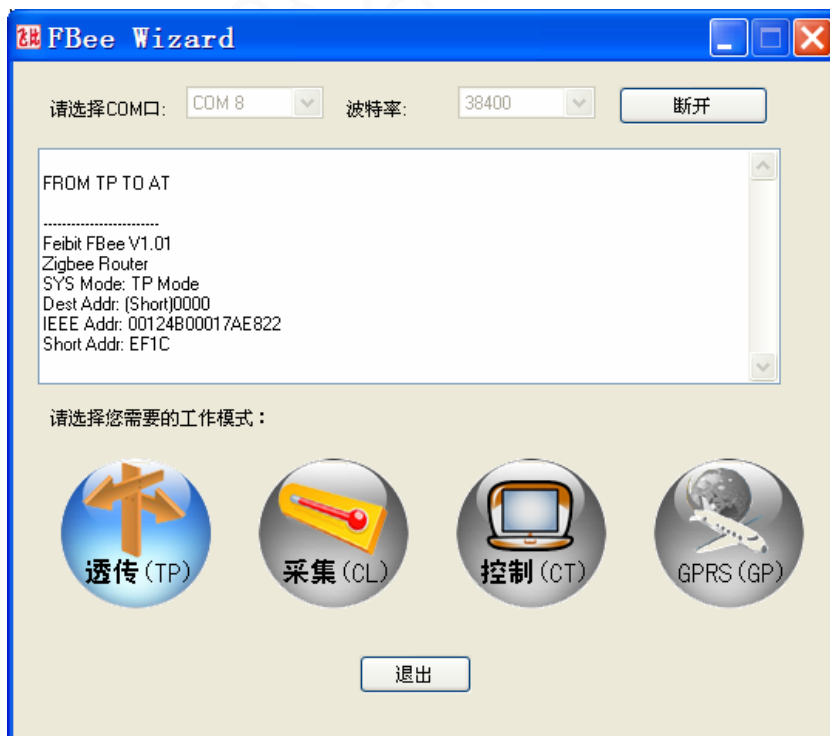 飞比 FBee Wizard
请选择COM口: COM 8 波特率: 38400 断开
FROM TP TO AT
-------------------------
Feibit FBee V1.01
Zigbee Router
SYS Mode: TP Mode
Dest Addr: (Short)0000
IEEE Addr: 00124B00017AE822
Short Addr: EF1C
请选择您需要的工作模式：
透传(TP) 采集(CL) 控制(CT) GPRS(GP)
退出